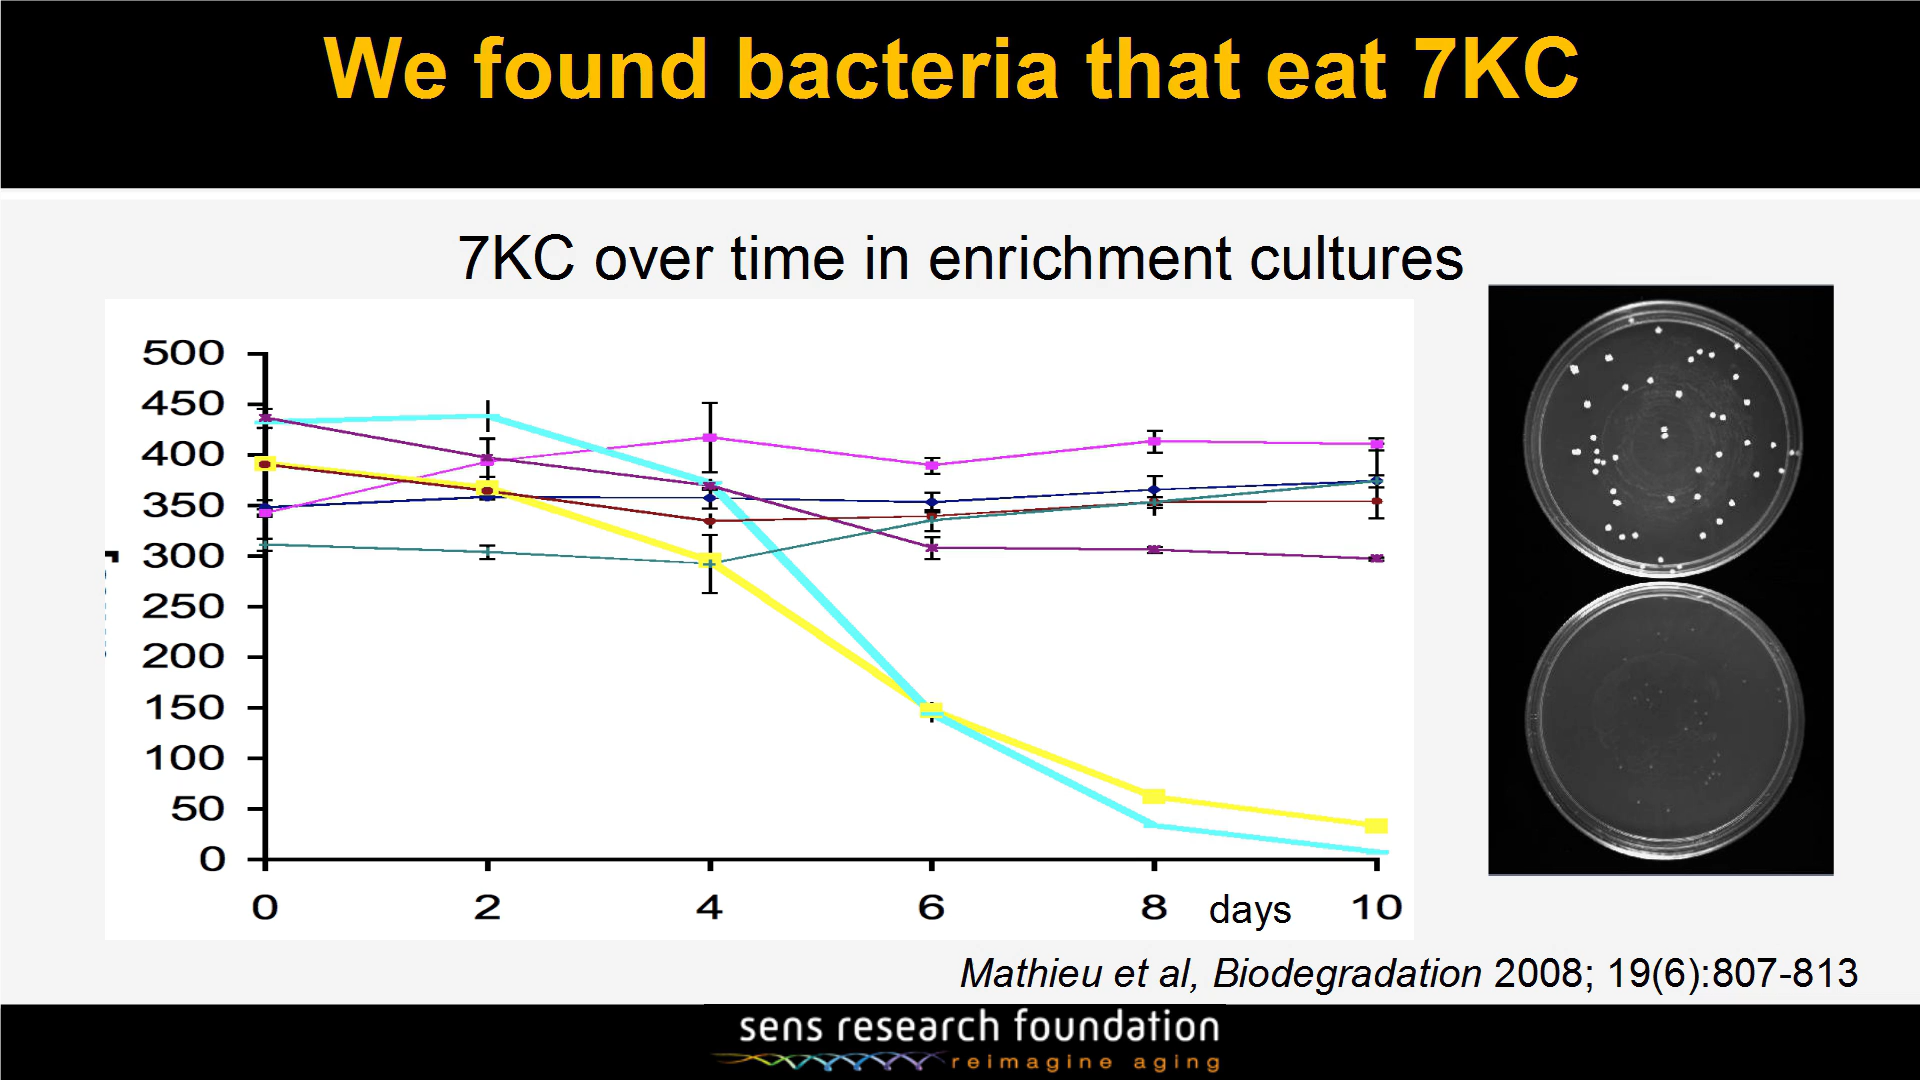 We found bacteria that eat 7KC
7KC over time in enrichment cultures
500
450
400
350
300
250
200
150
100
50
0
0 2 4 6 8 days 10
Mathieu et al, Biodegradation 2008; 19(6):807-813
sens research foundation
reimagine aging